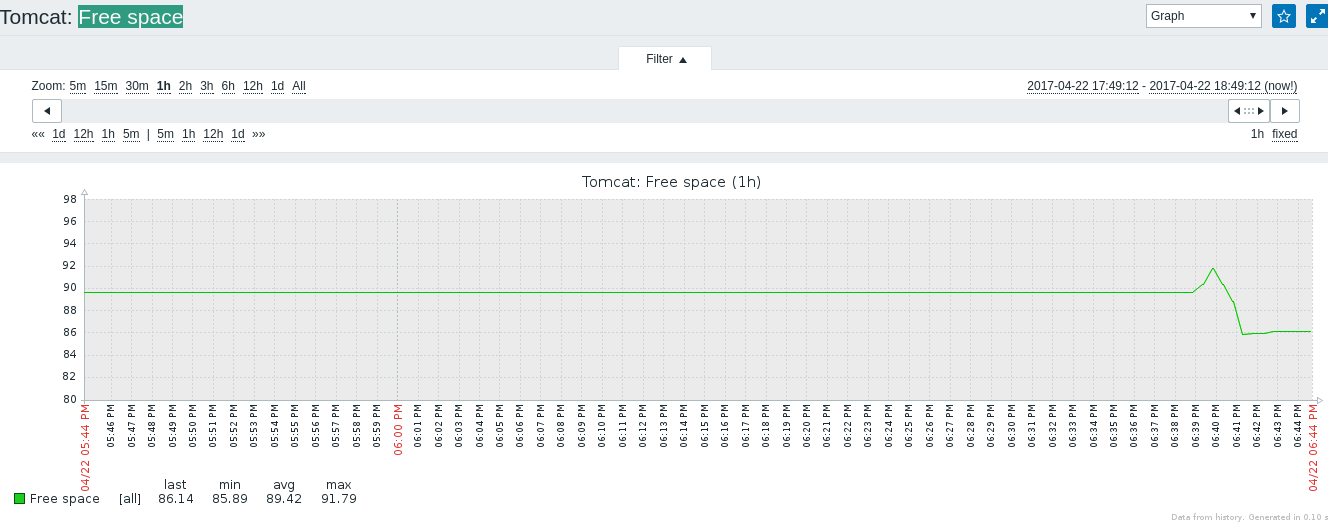 Tomcat: Free space
Graph
Filter
Zoom: 5m 15m 30m 1h 2h 3h 6h 12h 1d All
2017-04-22 17:49:12 - 2017-04-22 18:49:12 (now!)
«« 1d 12h 1h 5m | 5m 1h 12h 1d »»
1h fixed
Tomcat: Free space (1h)
98
96
94
92
90
88
86
84
82
80
04/22 05:44 PM
05:46 PM
05:47 PM
05:48 PM
05:49 PM
05:50 PM
05:51 PM
05:52 PM
05:53 PM
05:54 PM
05:55 PM
05:56 PM
05:57 PM
05:58 PM
05:59 PM
06:00 PM
06:01 PM
06:02 PM
06:03 PM
06:04 PM
06:05 PM
06:06 PM
06:07 PM
06:08 PM
06:09 PM
06:10 PM
06:11 PM
06:12 PM
06:13 PM
06:14 PM
06:15 PM
06:16 PM
06:17 PM
06:18 PM
06:19 PM
06:20 PM
06:21 PM
06:22 PM
06:23 PM
06:24 PM
06:25 PM
06:26 PM
06:27 PM
06:28 PM
06:29 PM
06:30 PM
06:31 PM
06:32 PM
06:33 PM
06:34 PM
06:35 PM
06:36 PM
06:37 PM
06:38 PM
06:39 PM
06:40 PM
06:41 PM
06:42 PM
06:43 PM
06:44 PM
04/22 06:44 PM
last min avg max
Free space [all] 86.14 85.89 89.42 91.79
Data from history. Generated in 0.10 s